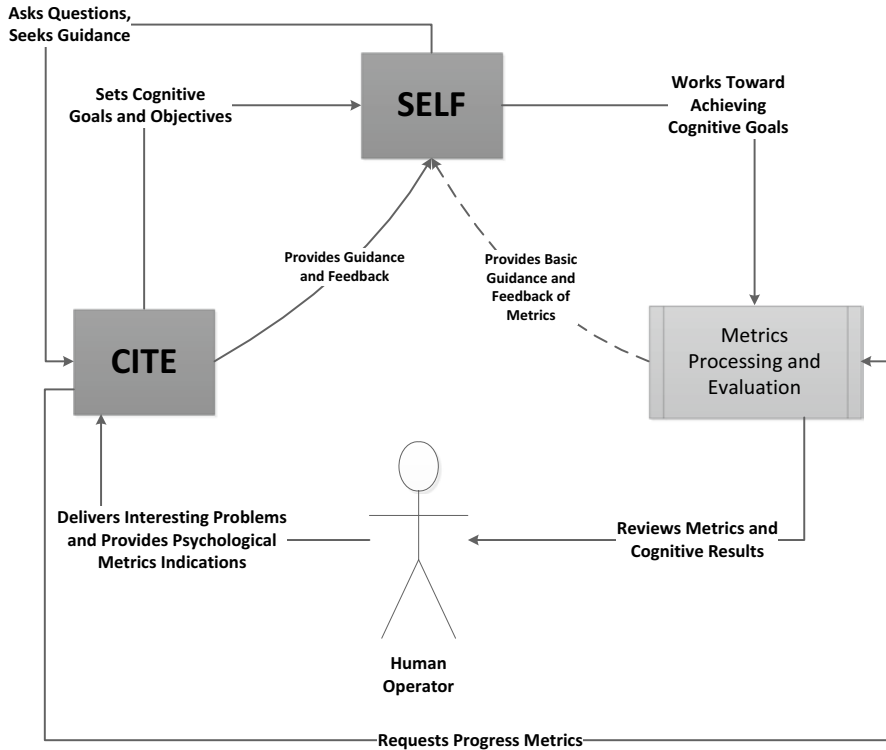 Asks Questions,
Seeks Guidance
Sets Cognitive
Goals and Objectives
SELF
Works Toward
Achieving
Cognitive Goals
Provides Guidance
and Feedback
Provides Basic
Guidance and
Feedback of
Metrics
CITE
Metrics
Processing and
Evaluation
Delivers Interesting Problems
and Provides Psychological
Metrics Indications
Reviews Metrics and
Cognitive Results
Human
Operator
Requests Progress Metrics